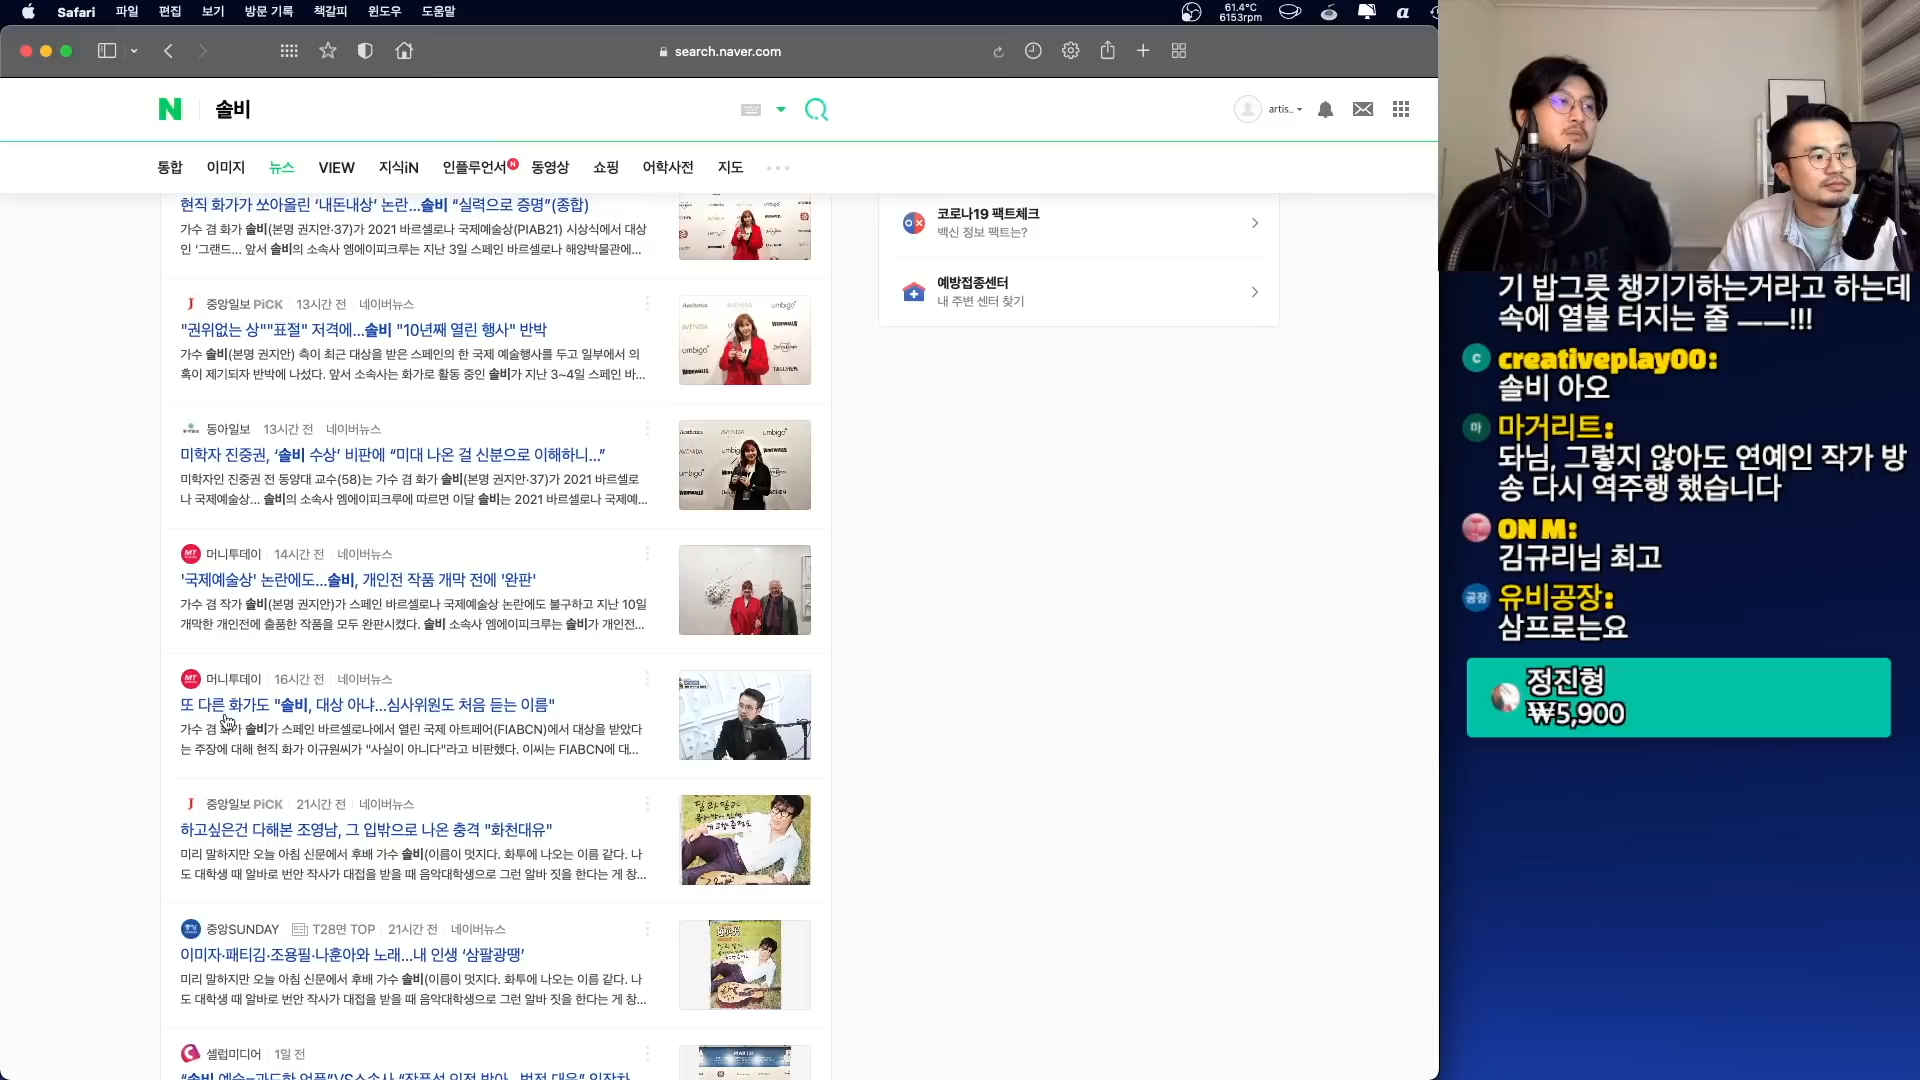 Safari 파일 편집 보기 방문 기록 책갈피 윈도우 도움말
61.4°C
6153rpm
search.naver.com
N 솔비
artis..
통합 이미지 뉴스 VIEW 지식iN 인플루언서 N 동영상 쇼핑 어학사전 지도
현직 화가가 쏘아올린 ‘내돈내상’ 논란...솔비 “실력으로 증명”(종합)
가수 겸 화가 솔비(본명 권지안·37)가 2021 바르셀로나 국제예술상(PIAB21) 시상식에서 대상
인 ‘그랜드... 앞서 솔비의 소속사 엠에이피크루는 지난 3일 스페인 바르셀로나 해양박물관에...
J 중앙일보 PiCK 13시간 전 네이버뉴스
"권위없는 상""표절" 저격에...솔비 "10년째 열린 행사" 반박
가수 솔비(본명 권지안) 측이 최근 대상을 받은 스페인의 한 국제 예술행사를 두고 일부에서 의
혹이 제기되자 반박에 나섰다. 앞서 소속사는 화가로 활동 중인 솔비가 지난 3~4일 스페인 바...
동아일보 13시간 전 네이버뉴스
미학자 진중권, ‘솔비 수상’ 비판에 “미대 나온 걸 신분으로 이해하니...”
미학자인 진중권 전 동양대 교수(58)는 가수 겸 화가 솔비(본명 권지안·37)가 2021 바르셀로
나 국제예술상... 솔비의 소속사 엠에이피크루에 따르면 이달 솔비는 2021 바르셀로나 국제예...
MT 머니투데이 14시간 전 네이버뉴스
'국제예술상' 논란에도...솔비, 개인전 작품 개막 전에 '완판'
가수 겸 작가 솔비(본명 권지안)가 스페인 바르셀로나 국제예술상 논란에도 불구하고 지난 10일
개막한 개인전에 출품한 작품을 모두 완판시켰다. 솔비 소속사 엠에이피크루는 솔비가 개인전...
MT 머니투데이 16시간 전 네이버뉴스
또 다른 화가도 "솔비, 대상 아냐...심사위원도 처음 듣는 이름"
가수 겸 가 솔비가 스페인 바르셀로나에서 열린 국제 아트페어(FIABCN)에서 대상을 받았다
는 주장에 대해 현직 화가 이규원씨가 "사실이 아니다"라고 비판했다. 이씨는 FIABCN에 대...
J 중앙일보 PiCK 21시간 전 네이버뉴스
하고싶은건 다해본 조영남, 그 입밖으로 나온 충격 "화천대유"
미리 말하지만 오늘 아침 신문에서 후배 가수 솔비(이름이 멋지다. 화투에 나오는 이름 같다. 나
도 대학생 때 알바로 번안 작사가 대접을 받을 때 음악대학생으로 그런 알바 짓을 한다는 게 창...
중앙SUNDAY T28면 TOP 21시간 전 네이버뉴스
이미자·패티김·조용필·나훈아와 노래...내 인생 ‘삼팔광땡’
미리 말하지만 오늘 아침 신문에서 후배 가수 솔비(이름이 멋지다. 화투에 나오는 이름 같다. 나
도 대학생 때 알바로 번안 작사가 대접을 받을 때 음악대학생으로 그런 알바 짓을 한다는 게 창...
셀럽미디어 1일 전
코로나19 팩트체크
백신 정보 팩트는?
예방접종센터
내 주변 센터 찾기
Aesthetica AVENIDA umbigo
umbigo
WIDEWALLS
TASCHEN
기 밥그릇 챙기기하는거라고 하는데
속에 열불 터지는 줄 ㅡㅡ!!!
C creativeplay00:
솔비 아오
마 마거리트:
돠님, 그렇지 않아도 연예인 작가 방
송 다시 역주행 했습니다
ON M:
김규리님 최고
공장 유비공장:
삼프로는요
정진형
₩5,900